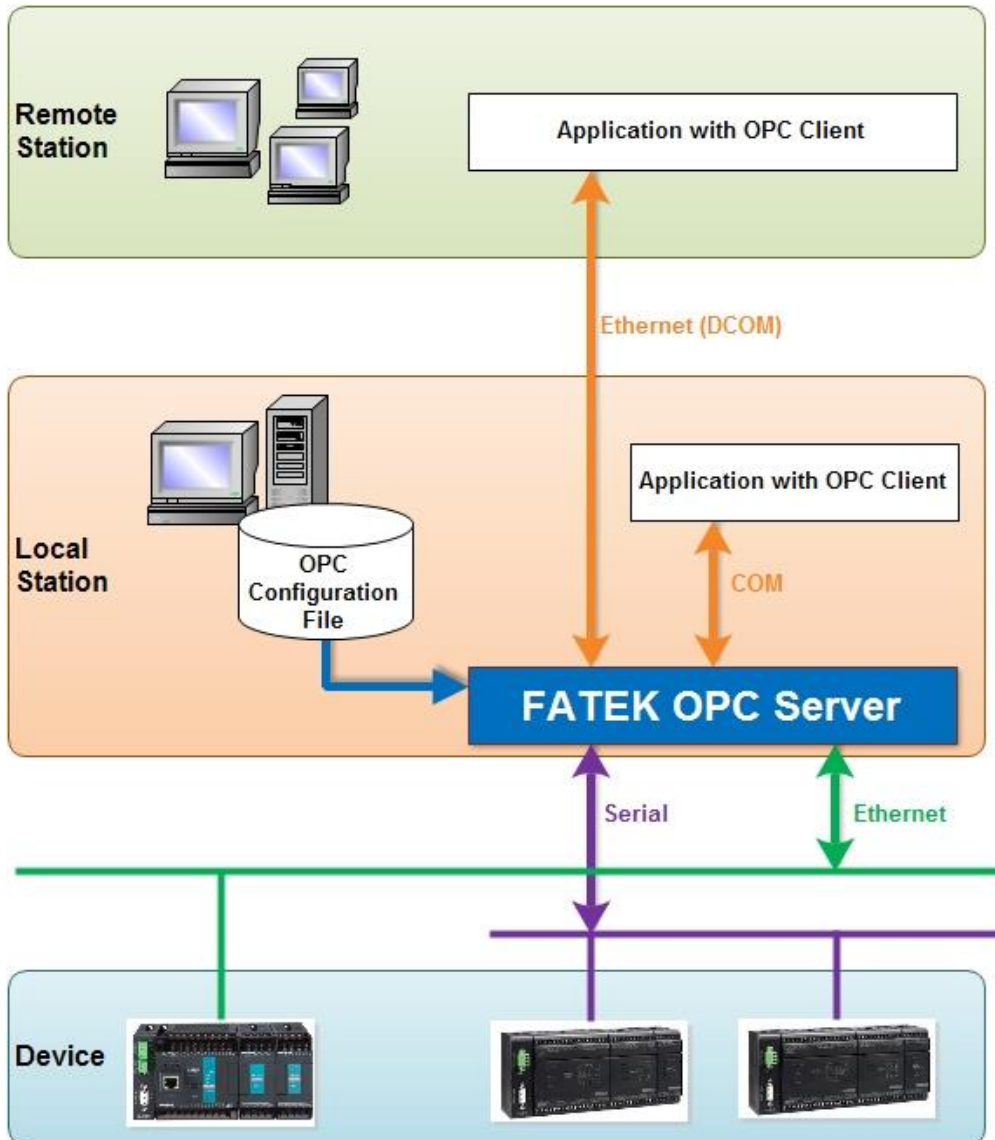 Remote
Station
Application with OPC Client
Ethernet (DCOM)
Application with OPC Client
Local
Station
OPC
Configuration
File
COM
FATEK OPC Server
Serial
Ethernet
Device